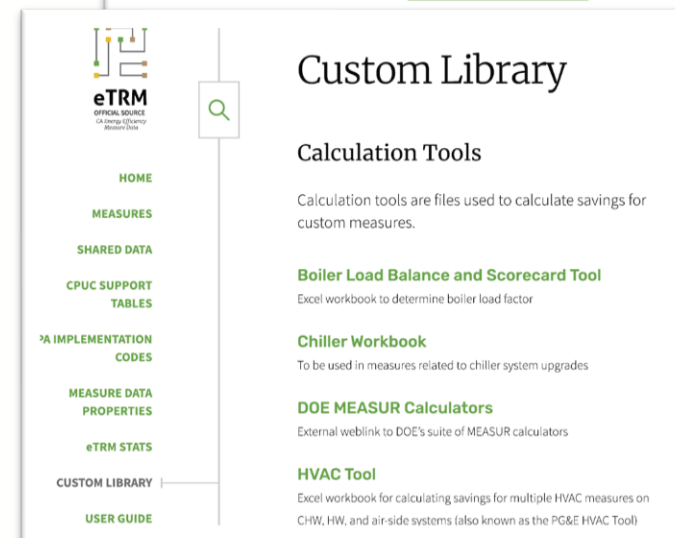 eTRM
OFFICIAL SOURCE
CA Energy Efficiency
Measure Data
HOME
MEASURES
SHARED DATA
CPUC SUPPORT
TABLES
PA IMPLEMENTATION
CODES
MEASURE DATA
PROPERTIES
eTRM STATS
CUSTOM LIBRARY
USER GUIDE
Custom Library
Calculation Tools
Calculation tools are files used to calculate savings for
custom measures.
Boiler Load Balance and Scorecard Tool
Excel workbook to determine boiler load factor
Chiller Workbook
To be used in measures related to chiller system upgrades
DOE MEASUR Calculators
External weblink to DOE's suite of MEASUR calculators
HVAC Tool
Excel workbook for calculating savings for multiple HVAC measures on
CHW, HW, and air-side systems (also known as the PG&E HVAC Tool)